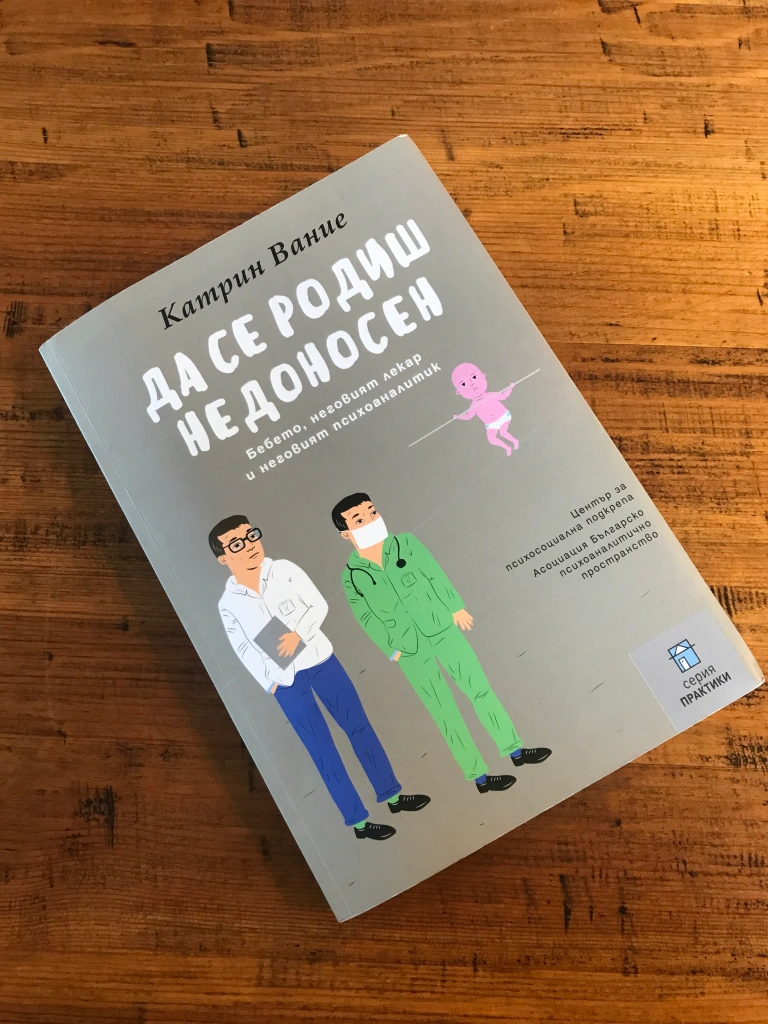 Катрин Вание
ДА СЕ РОДИШ
НЕДОНОСЕН
Бебето, неговият лекар
и неговият психоаналитик
Център за
психосоциална подкрепа
Асоциация Българско
психоаналитично
пространство
серия
ПРАКТИКИ